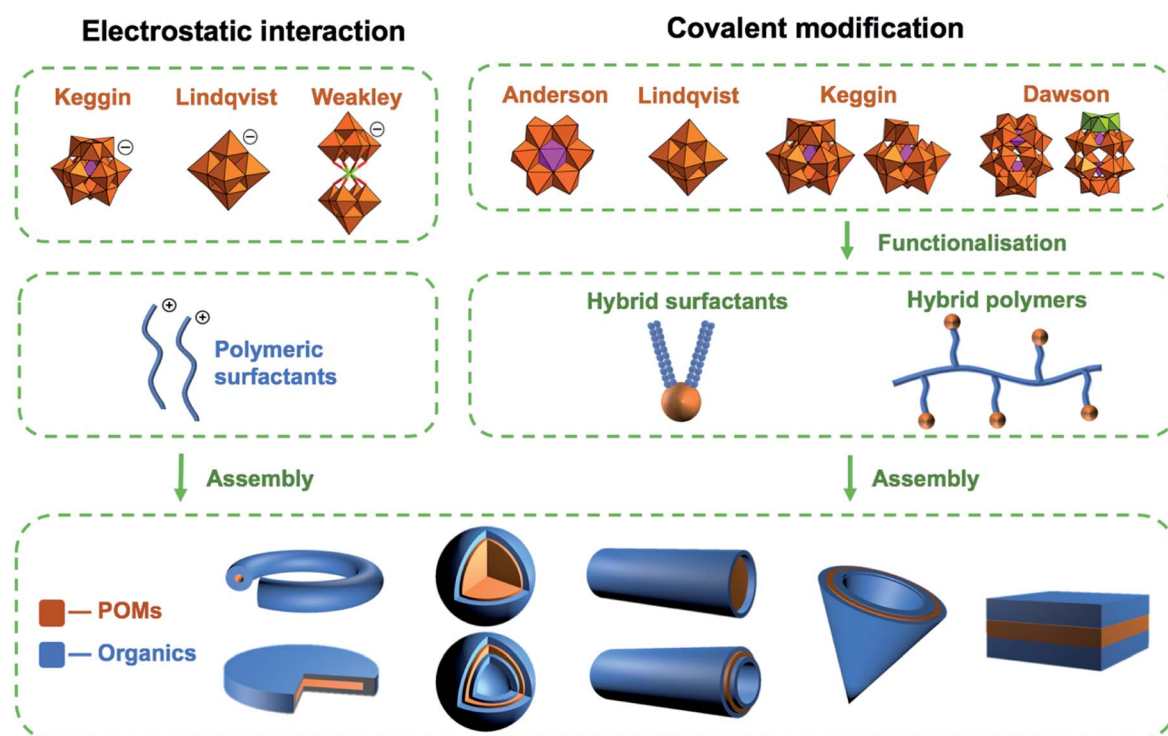 Electrostatic interaction
Covalent modification
Keggin
Lindqvist
Weakley
−
−
−
Anderson
Lindqvist
Keggin
Dawson
Functionalisation
+
+
Polymeric
surfactants
Hybrid surfactants
Hybrid polymers
Assembly
Assembly
POMs
Organics